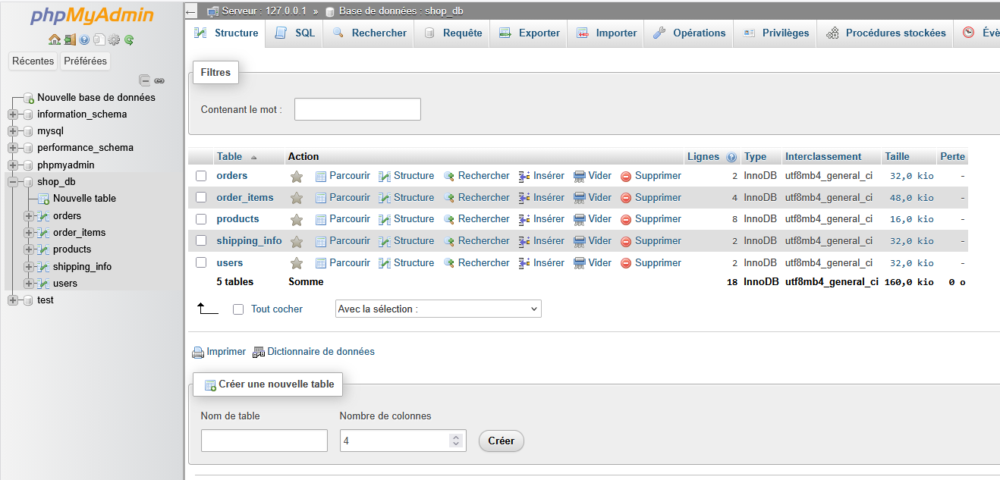 phpMyAdmin
Récentes Préférées
Nouvelle base de données
information_schema
mysql
performance_schema
phpmyadmin
shop_db
Nouvelle table
orders
order_items
products
shipping_info
users
test
Serveur : 127.0.0.1 » Base de données : shop_db
Structure SQL Rechercher Requête Exporter Importer Opérations Privilèges Procédures stockées Évè
Filtres
Contenant le mot :
Table Action Lignes Type Interclassement Taille Perte
orders Parcourir Structure Rechercher Insérer Vider Supprimer 2 InnoDB utf8mb4_general_ci 32,0 kio -
order_items Parcourir Structure Rechercher Insérer Vider Supprimer 4 InnoDB utf8mb4_general_ci 48,0 kio -
products Parcourir Structure Rechercher Insérer Vider Supprimer 8 InnoDB utf8mb4_general_ci 16,0 kio -
shipping_info Parcourir Structure Rechercher Insérer Vider Supprimer 2 InnoDB utf8mb4_general_ci 32,0 kio -
users Parcourir Structure Rechercher Insérer Vider Supprimer 2 InnoDB utf8mb4_general_ci 32,0 kio -
5 tables Somme 18 InnoDB utf8mb4_general_ci 160,0 kio 0 o
Tout cocher Avec la sélection :
Imprimer Dictionnaire de données
Créer une nouvelle table
Nom de table Nombre de colonnes
4 Créer